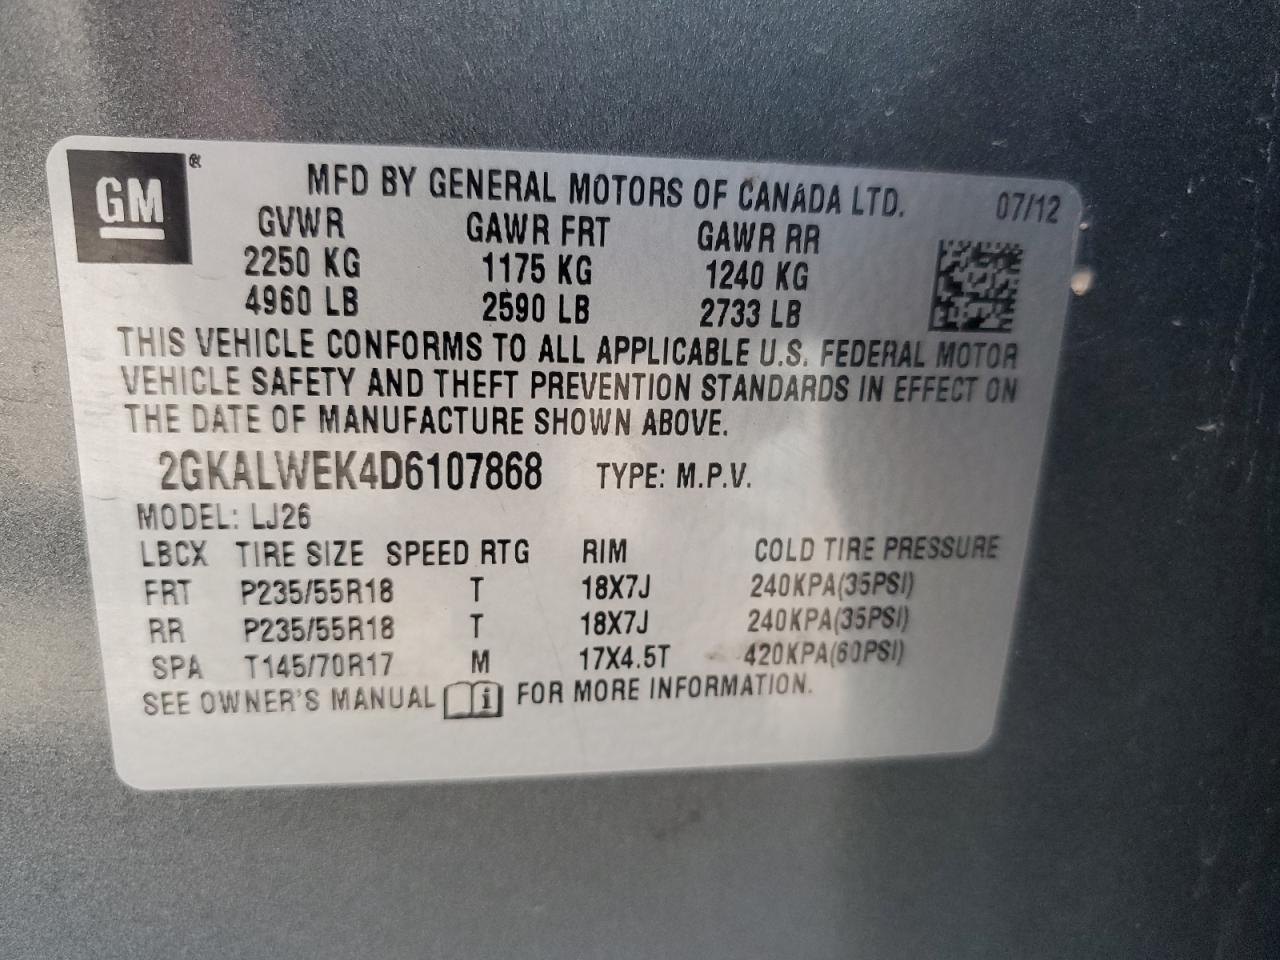 GM®
MFD BY GENERAL MOTORS OF CANADA LTD. 07/12
GVWR GAWR FRT GAWR RR
2250 KG 1175 KG 1240 KG
4960 LB 2590 LB 2733 LB
THIS VEHICLE CONFORMS TO ALL APPLICABLE U.S. FEDERAL MOTOR
VEHICLE SAFETY AND THEFT PREVENTION STANDARDS IN EFFECT ON
THE DATE OF MANUFACTURE SHOWN ABOVE.
2GKALWEK4D6107868 TYPE: M.P.V.
MODEL: LJ26
LBCX TIRE SIZE SPEED RTG RIM COLD TIRE PRESSURE
FRT P235/55R18 T 18X7J 240KPA(35PSI)
RR P235/55R18 T 18X7J 240KPA(35PSI)
SPA T145/70R17 M 17X4.5T 420KPA(60PSI)
SEE OWNER'S MANUAL i FOR MORE INFORMATION.